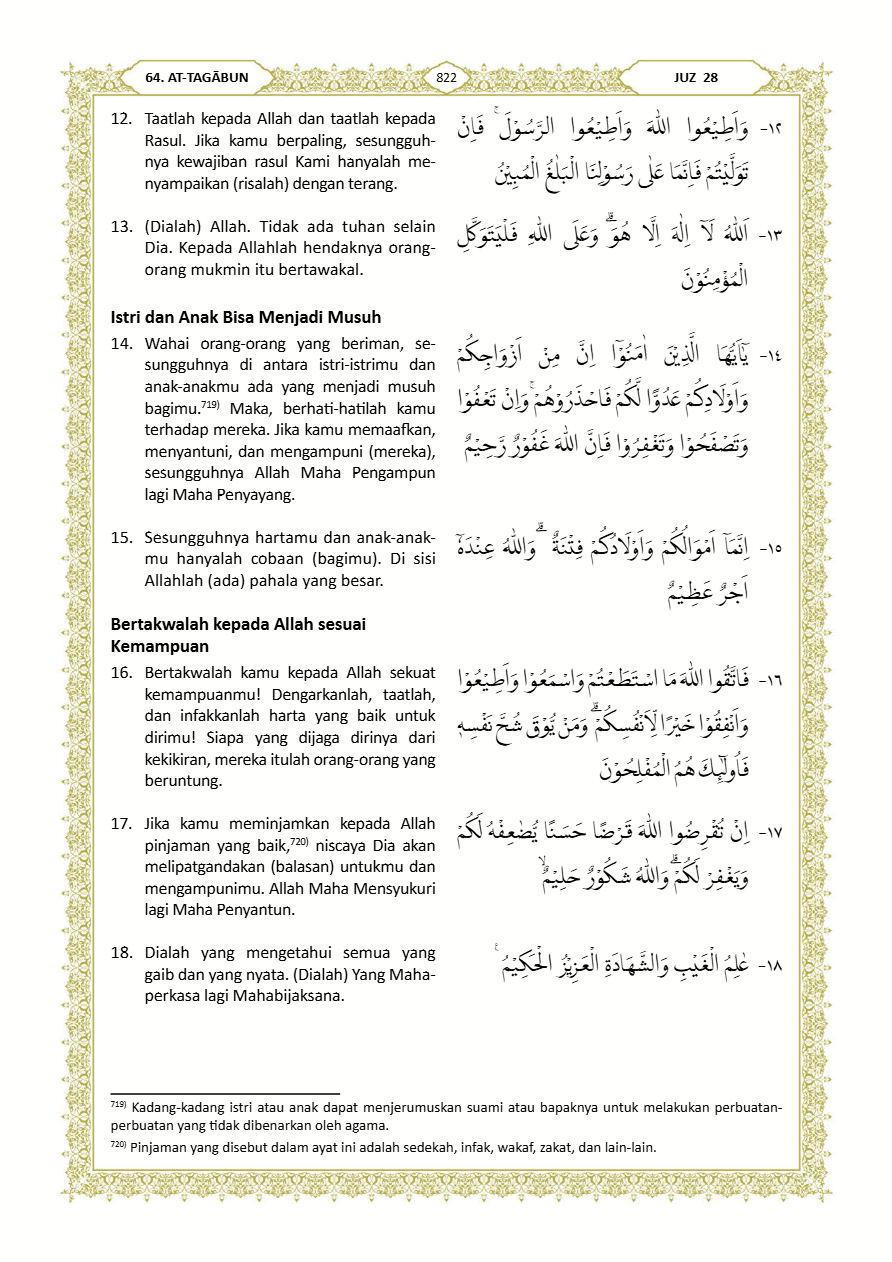 64. AT-TAGĀBUN
822
JUZ 28
12. Taatlah kepada Allah dan taatlah kepada
Rasul. Jika kamu berpaling, sesungguh-
nya kewajiban rasul Kami hanyalah me-
nyampaikan (risalah) dengan terang.
١٢- وَاَطِيْعُوا اللّٰهَ وَاَطِيْعُوا الرَّسُوْلَۚ فَاِنْ
تَوَلَّيْتُمْ فَاِنَّمَا عَلٰى رَسُوْلِنَا الْبَلٰغُ الْمُبِيْنُ
13. (Dialah) Allah. Tidak ada tuhan selain
Dia. Kepada Allahlah hendaknya orang-
orang mukmin itu bertawakal.
١٣- اَللّٰهُ لَآ اِلٰهَ اِلَّا هُوَۗ وَعَلَى اللّٰهِ فَلْيَتَوَكَّلِ
الْمُؤْمِنُوْنَ
Istri dan Anak Bisa Menjadi Musuh
14. Wahai orang-orang yang beriman, se-
sungguhnya di antara istri-istrimu dan
anak-anakmu ada yang menjadi musuh
bagimu.719) Maka, berhati-hatilah kamu
terhadap mereka. Jika kamu memaafkan,
menyantuni, dan mengampuni (mereka),
sesungguhnya Allah Maha Pengampun
lagi Maha Penyayang.
١٤- يٰٓاَيُّهَا الَّذِيْنَ اٰمَنُوْٓا اِنَّ مِنْ اَزْوَاجِكُمْ
وَاَوْلَادِكُمْ عَدُوًّا لَّكُمْ فَاحْذَرُوْهُمْۚ وَاِنْ تَعْفُوْا
وَتَصْفَحُوْا وَتَغْفِرُوْا فَاِنَّ اللّٰهَ غَفُوْرٌ رَّحِيْمٌ
15. Sesungguhnya hartamu dan anak-anak-
mu hanyalah cobaan (bagimu). Di sisi
Allahlah (ada) pahala yang besar.
١٥- اِنَّمَآ اَمْوَالُكُمْ وَاَوْلَادُكُمْ فِتْنَةٌۗ وَاللّٰهُ عِنْدَهٗٓ
اَجْرٌ عَظِيْمٌ
Bertakwalah kepada Allah sesuai
Kemampuan
16. Bertakwalah kamu kepada Allah sekuat
kemampuanmu! Dengarkanlah, taatlah,
dan infakkanlah harta yang baik untuk
dirimu! Siapa yang dijaga dirinya dari
kekikiran, mereka itulah orang-orang yang
beruntung.
١٦- فَاتَّقُوا اللّٰهَ مَا اسْتَطَعْتُمْ وَاسْمَعُوْا وَاَطِيْعُوْا
وَاَنْفِقُوْا خَيْرًا لِّاَنْفُسِكُمْۗ وَمَنْ يُّوْقَ شُحَّ نَفْسِهٖ
فَاُولٰۤىِٕكَ هُمُ الْمُفْلِحُوْنَ
17. Jika kamu meminjamkan kepada Allah
pinjaman yang baik,720) niscaya Dia akan
melipatgandakan (balasan) untukmu dan
mengampunimu. Allah Maha Mensyukuri
lagi Maha Penyantun.
١٧- اِنْ تُقْرِضُوا اللّٰهَ قَرْضًا حَسَنًا يُّضٰعِفْهُ لَكُمْ
وَيَغْفِرْ لَكُمْۗ وَاللّٰهُ شَكُوْرٌ حَلِيْمٌۙ
18. Dialah yang mengetahui semua yang
gaib dan yang nyata. (Dialah) Yang Maha-
perkasa lagi Mahabijaksana.
١٨- عٰلِمُ الْغَيْبِ وَالشَّهَادَةِ الْعَزِيْزُ الْحَكِيْمُ ࣖ
719) Kadang-kadang istri atau anak dapat menjerumuskan suami atau bapaknya untuk melakukan perbuatan-
perbuatan yang tidak dibenarkan oleh agama.
720) Pinjaman yang disebut dalam ayat ini adalah sedekah, infak, wakaf, zakat, dan lain-lain.